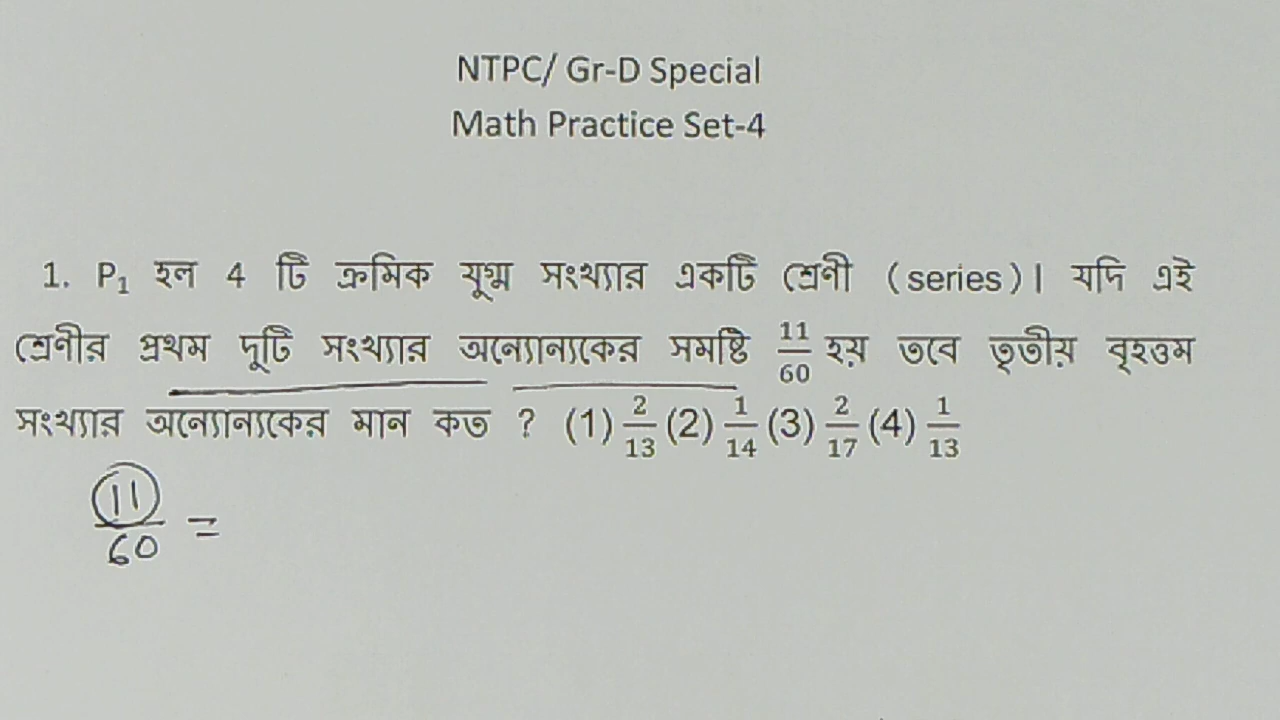 NTPC/ Gr-D Special
Math Practice Set-4
1. P₁ হল 4 টি ক্রমিক যুগ্ম সংখ্যার একটি শ্রেণী (series)। যদি এই
শ্রেণীর প্রথম দুটি সংখ্যার অন্যোন্যকের সমষ্টি 11/60 হয় তবে তৃতীয় বৃহত্তম
সংখ্যার অন্যোন্যকের মান কত ? (1) 2/13 (2) 1/14 (3) 2/17 (4) 1/13
11/60 =